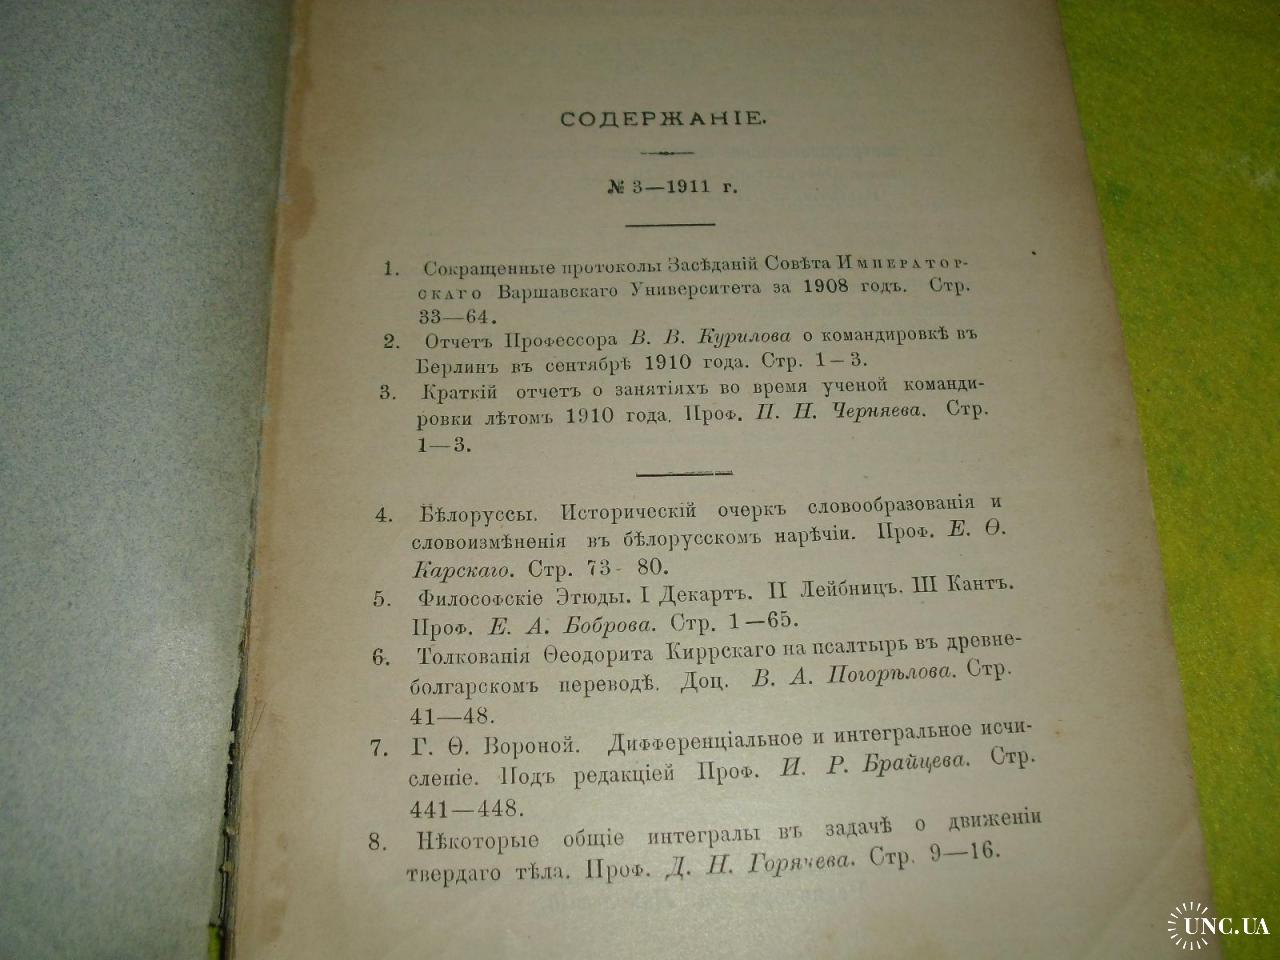 СОДЕРЖАНІЕ.
№ 3—1911 г.
1. Сокращенные протоколы Засѣданій Совѣта Император-
скаго Варшавскаго Университета за 1908 годъ. Стр.
33—64.
2. Отчетъ Профессора В. В. Курилова о командировкѣ въ
Берлинъ въ сентябрѣ 1910 года. Стр. 1—3.
3. Краткій отчетъ о занятіяхъ во время ученой команди-
ровки лѣтомъ 1910 года. Проф. П. Н. Черняева. Стр.
1—3.
4. Бѣлоруссы. Историческій очеркъ словообразованія и
словоизмѣненія въ бѣлорусскомъ нарѣчіи. Проф. Е. Ѳ.
Карскаго. Стр. 73-80.
5. Философскіе Этюды. I Декартъ. II Лейбницъ. III Кантъ.
Проф. Е. А. Боброва. Стр. 1—65.
6. Толкованія Ѳеодорита Киррскаго на псалтырь въ древне-
болгарскомъ переводѣ. Доц. В. А. Погорѣлова. Стр.
41—48.
7. Г. Ѳ. Вороной. Дифференціальное и интегральное исчи-
сленіе. Подъ редакціей Проф. И. Р. Брайцева. Стр.
441—448.
8. Нѣкоторые общіе интегралы въ задачѣ о движеніи
твердаго тѣла. Проф. Д. Н. Горячева. Стр. 9—16.
UNC.UA